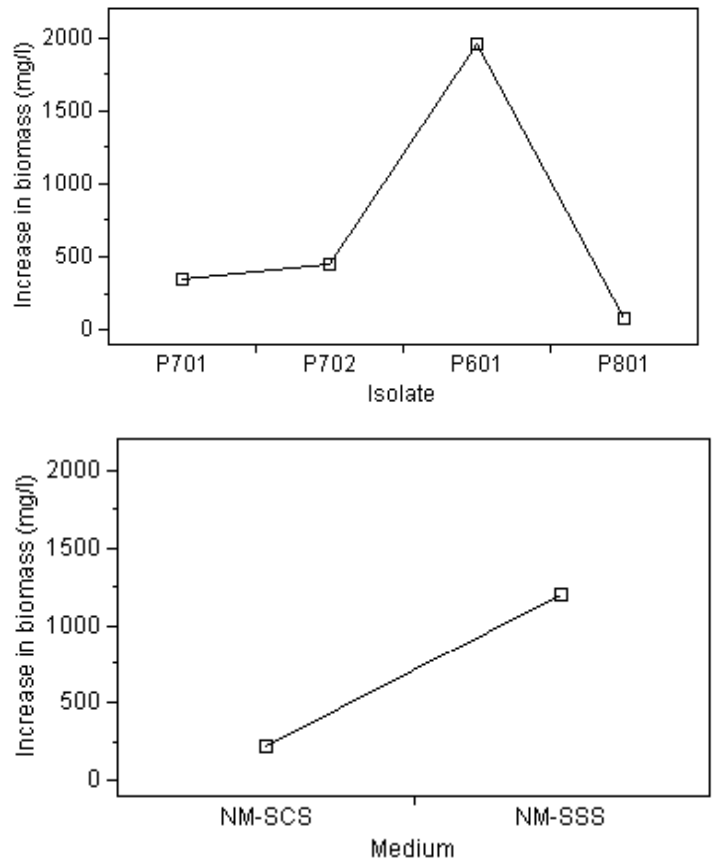 2000
1500
1000
500
0
Increase in biomass (mg/l)
P701 P702 P601 P801
Isolate
2000
1500
1000
500
0
Increase in biomass (mg/l)
NM-SCS NM-SSS
Medium